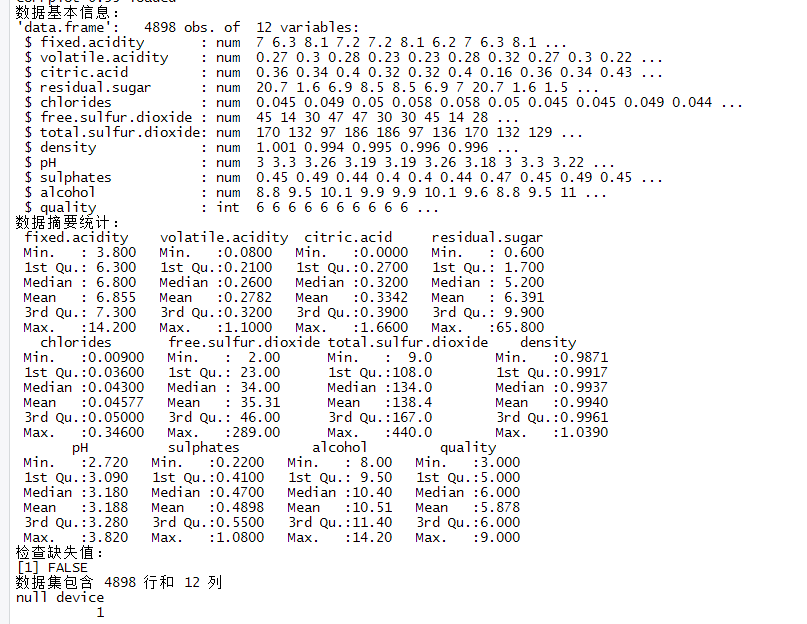 数据基本信息：
'data.frame':   4898 obs. of  12 variables:
 $ fixed.acidity       : num  7 6.3 8.1 7.2 7.2 8.1 6.2 7 6.3 8.1 ...
 $ volatile.acidity    : num  0.27 0.3 0.28 0.23 0.23 0.28 0.32 0.27 0.3 0.22 ...
 $ citric.acid         : num  0.36 0.34 0.4 0.32 0.32 0.4 0.16 0.36 0.34 0.43 ...
 $ residual.sugar      : num  20.7 1.6 6.9 8.5 8.5 6.9 7 20.7 1.6 1.5 ...
 $ chlorides           : num  0.045 0.049 0.05 0.058 0.058 0.05 0.045 0.045 0.049 0.044 ...
 $ free.sulfur.dioxide : num  45 14 30 47 47 30 30 45 14 28 ...
 $ total.sulfur.dioxide: num  170 132 97 186 186 97 136 170 132 129 ...
 $ density             : num  1.001 0.994 0.995 0.996 0.996 ...
 $ pH                  : num  3 3.3 3.26 3.19 3.19 3.26 3.18 3 3.3 3.22 ...
 $ sulphates           : num  0.45 0.49 0.44 0.4 0.4 0.44 0.47 0.45 0.49 0.45 ...
 $ alcohol             : num  8.8 9.5 10.1 9.9 9.9 10.1 9.6 8.8 9.5 11 ...
 $ quality             : int  6 6 6 6 6 6 6 6 6 6 ...
数据摘要统计：
 fixed.acidity    volatile.acidity  citric.acid     residual.sugar
 Min.   : 3.800   Min.   :0.0800   Min.   :0.0000   Min.   : 0.600
 1st Qu.: 6.300   1st Qu.:0.2100   1st Qu.:0.2700   1st Qu.: 1.700
 Median : 6.800   Median :0.2600   Median :0.3200   Median : 5.200
 Mean   : 6.855   Mean   :0.2782   Mean   :0.3342   Mean   : 6.391
 3rd Qu.: 7.300   3rd Qu.:0.3200   3rd Qu.:0.3900   3rd Qu.: 9.900
 Max.   :14.200   Max.   :1.1000   Max.   :1.6600   Max.   :65.800
   chlorides       free.sulfur.dioxide total.sulfur.dioxide    density
 Min.   :0.00900   Min.   :  2.00      Min.   :  9.0        Min.   :0.9871
 1st Qu.:0.03600   1st Qu.: 23.00      1st Qu.:108.0        1st Qu.:0.9917
 Median :0.04300   Median : 34.00      Median :134.0        Median :0.9937
 Mean   :0.04577   Mean   : 35.31      Mean   :138.4        Mean   :0.9940
 3rd Qu.:0.05000   3rd Qu.: 46.00      3rd Qu.:167.0        3rd Qu.:0.9961
 Max.   :0.34600   Max.   :289.00      Max.   :440.0        Max.   :1.0390
       pH          sulphates         alcohol         quality
 Min.   :2.720   Min.   :0.2200   Min.   : 8.00   Min.   :3.000
 1st Qu.:3.090   1st Qu.:0.4100   1st Qu.: 9.50   1st Qu.:5.000
 Median :3.180   Median :0.4700   Median :10.40   Median :6.000
 Mean   :3.188   Mean   :0.4898   Mean   :10.51   Mean   :5.878
 3rd Qu.:3.280   3rd Qu.:0.5500   3rd Qu.:11.40   3rd Qu.:6.000
 Max.   :3.820   Max.   :1.0800   Max.   :14.20   Max.   :9.000
检查缺失值：
[1] FALSE
数据集包含 4898 行和 12 列
null device
          1